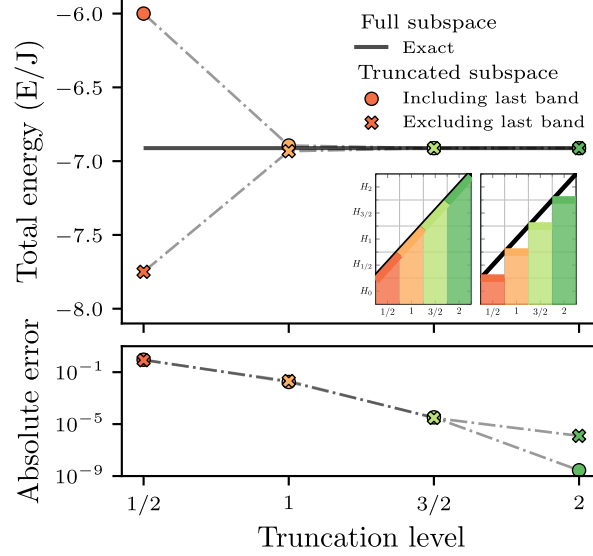 Total energy (E/J)
−6.0
−6.5
−7.0
−7.5
−8.0
Full subspace
Exact
Truncated subspace
Including last band
Excluding last band
H2
H3/2
H1
H1/2
H0
1/2 1 3/2 2
1/2 1 3/2 2
Absolute error
10−1
10−5
10−9
1/2 1 3/2 2
Truncation level